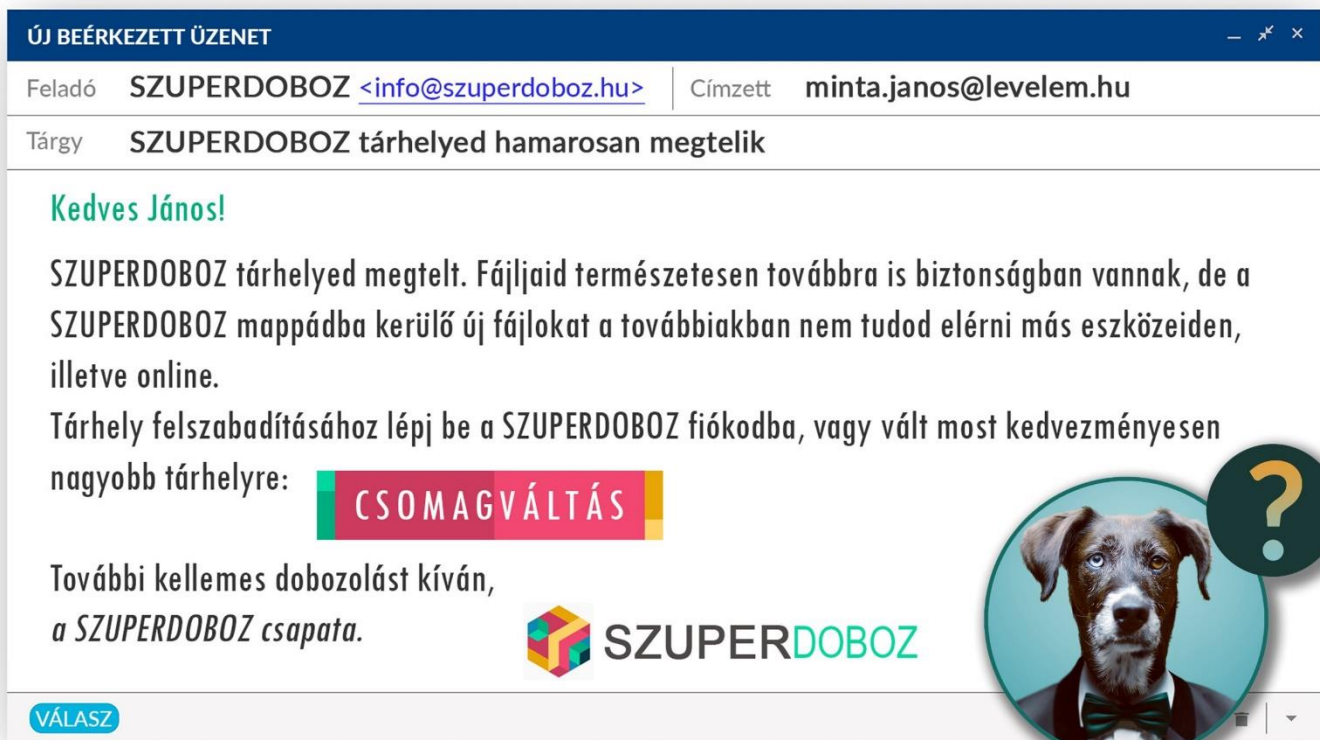 ÚJ BEÉRKEZETT ÜZENET
Feladó SZUPERDOBOZ <info@szuperdoboz.hu> Címzett minta.janos@levelem.hu
Tárgy SZUPERDOBOZ tárhelyed hamarosan megtelik
Kedves János!
SZUPERDOBOZ tárhelyed megtelt. Fájljaid természetesen továbbra is biztonságban vannak, de a
SZUPERDOBOZ mappádba kerülő új fájlokat a továbbiakban nem tudod elérni más eszközeiden,
illetve online.
Tárhely felszabadításához lépj be a SZUPERDOBOZ fiókodba, vagy vált most kedvezményesen
nagyobb tárhelyre: CSOMAGVÁLTÁS
További kellemes dobozolást kíván,
a SZUPERDOBOZ csapata.
SZUPERDOBOZ
?
VÁLASZ